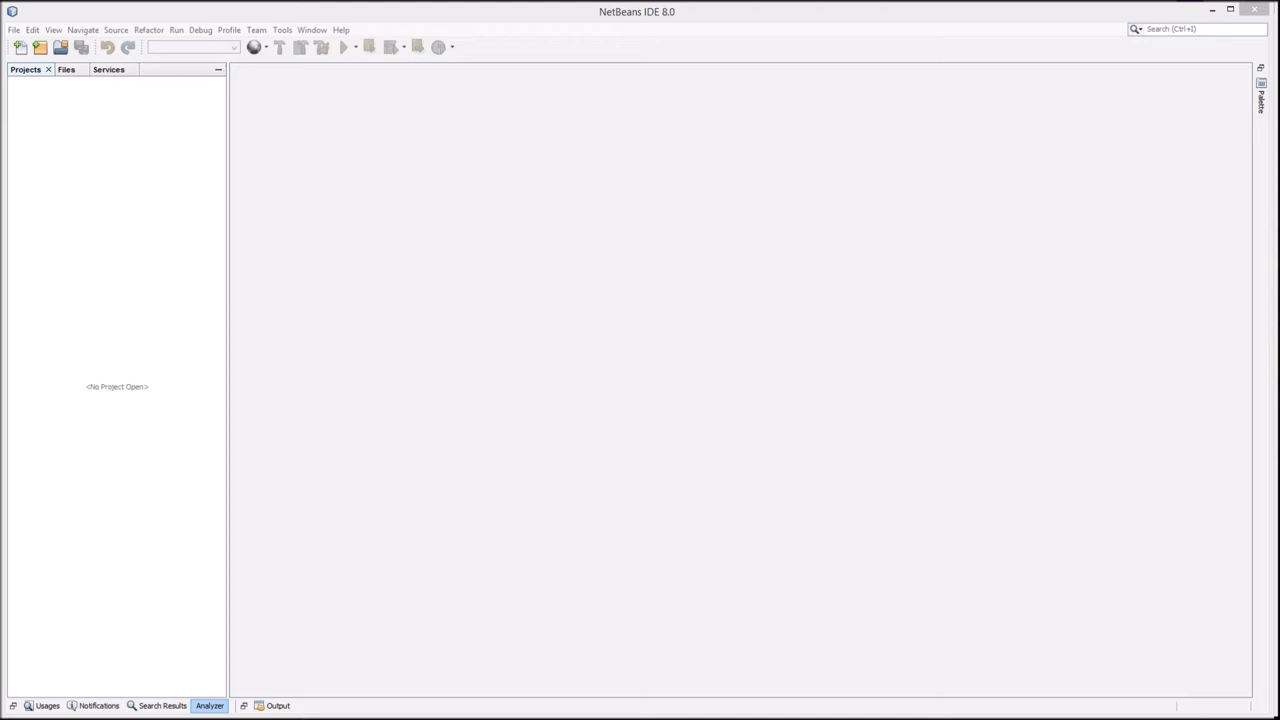 NetBeans IDE 8.0
File Edit View Navigate Source Refactor Run Debug Profile Team Tools Window Help
Search (Ctrl+I)
Projects Files Services
Palette
<No Project Open>
Usages Notifications Search Results Analyzer Output